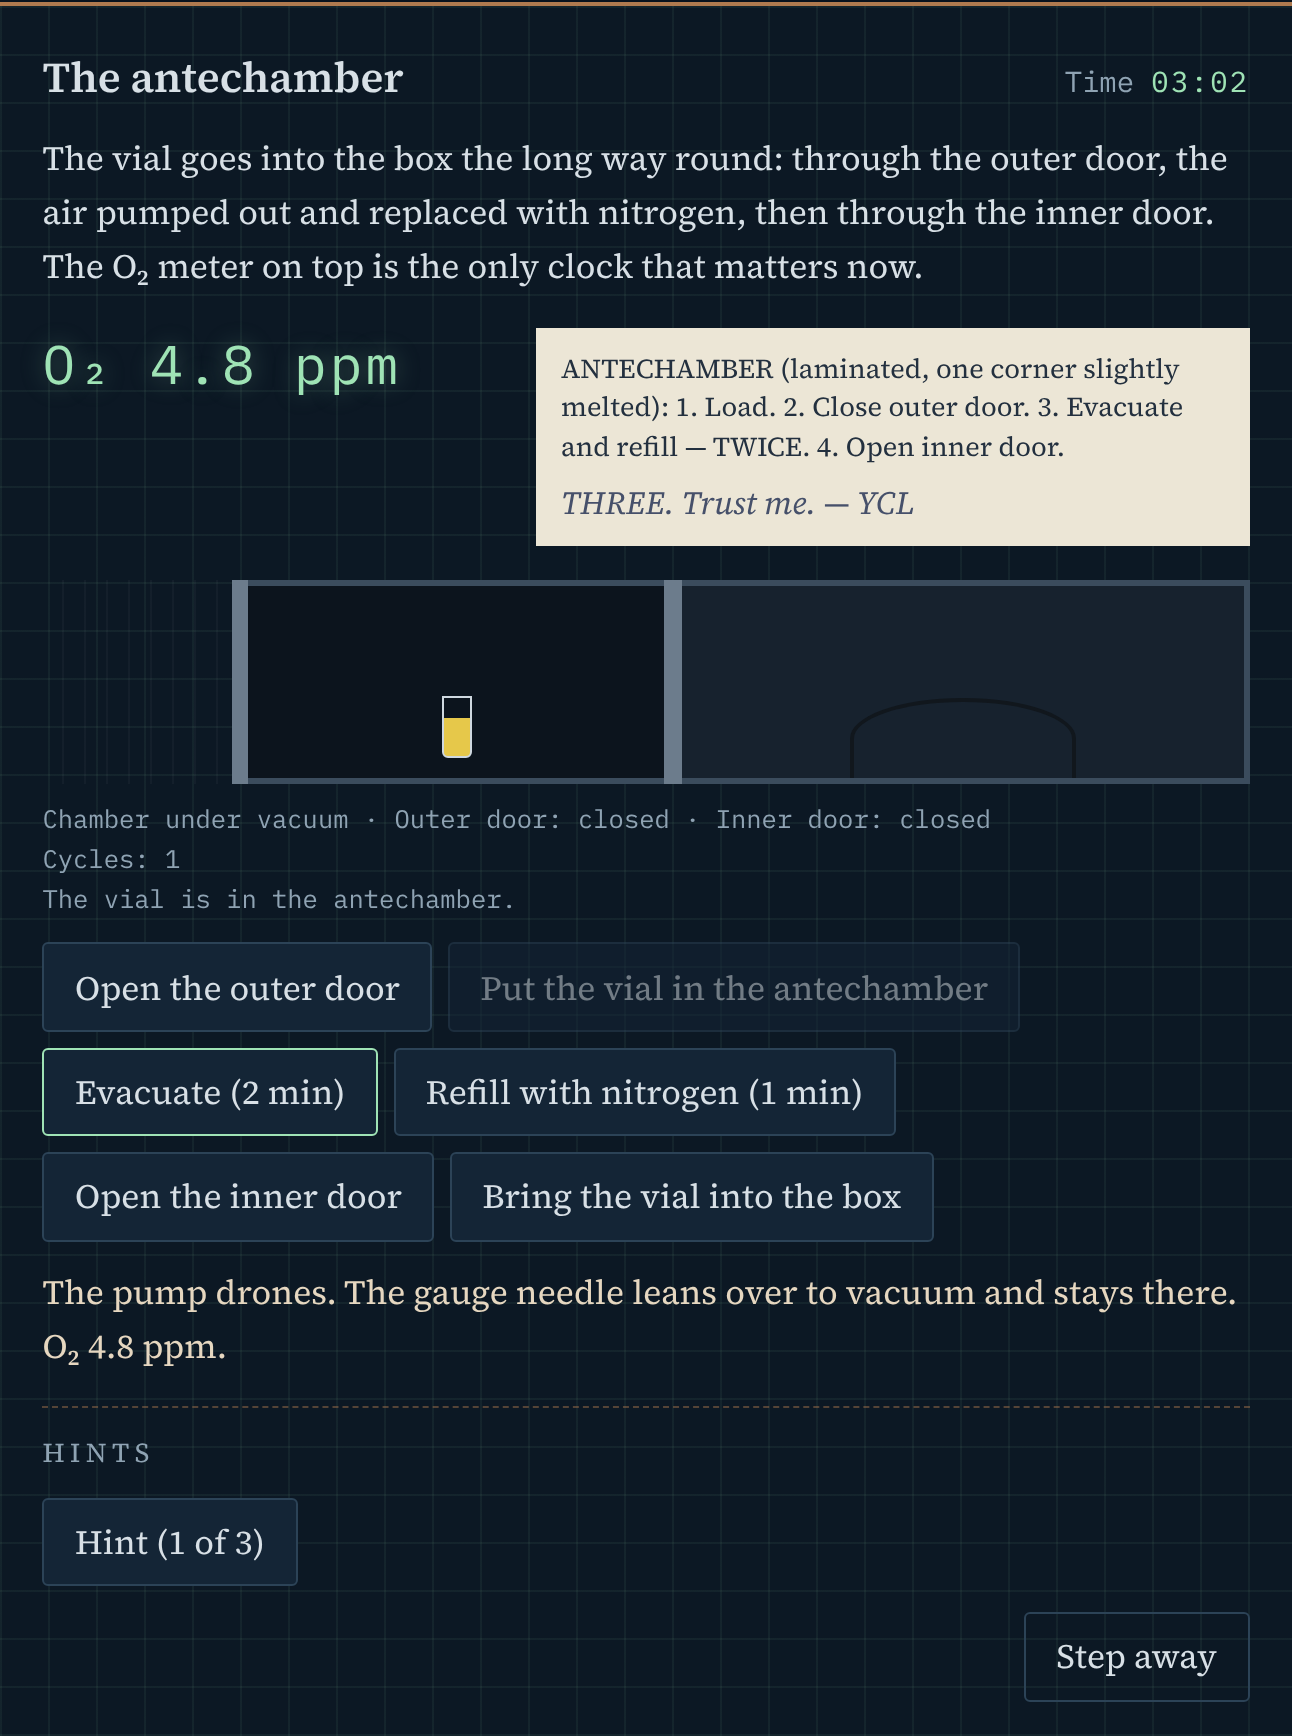 The antechamber
Time 03:02
The vial goes into the box the long way round: through the outer door, the
air pumped out and replaced with nitrogen, then through the inner door.
The O₂ meter on top is the only clock that matters now.
O₂ 4.8 ppm
ANTECHAMBER (laminated, one corner slightly
melted): 1. Load. 2. Close outer door. 3. Evacuate
and refill — TWICE. 4. Open inner door.
THREE. Trust me. — YCL
Chamber under vacuum · Outer door: closed · Inner door: closed
Cycles: 1
The vial is in the antechamber.
Open the outer door
Put the vial in the antechamber
Evacuate (2 min)
Refill with nitrogen (1 min)
Open the inner door
Bring the vial into the box
The pump drones. The gauge needle leans over to vacuum and stays there.
O₂ 4.8 ppm.
HINTS
Hint (1 of 3)
Step away